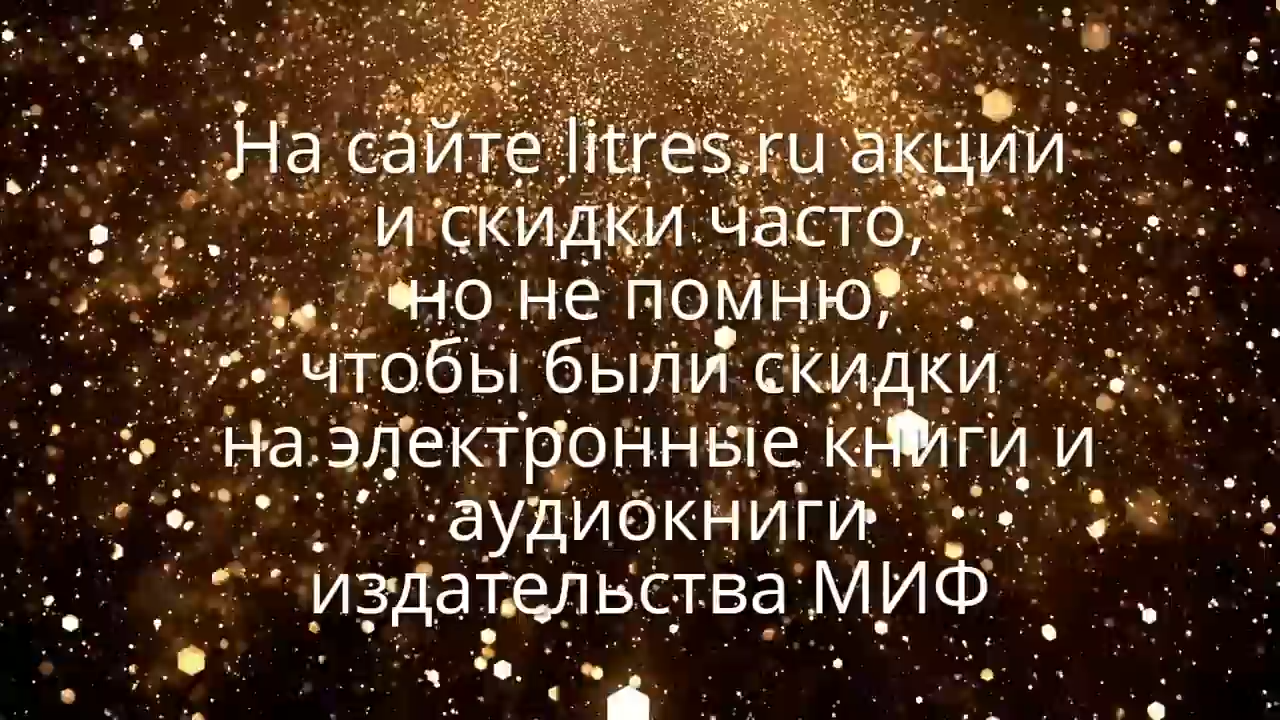 На сайте litres.ru акции
и скидки часто,
но не помню,
чтобы были скидки
на электронные книги и
аудиокниги
издательства МИФ